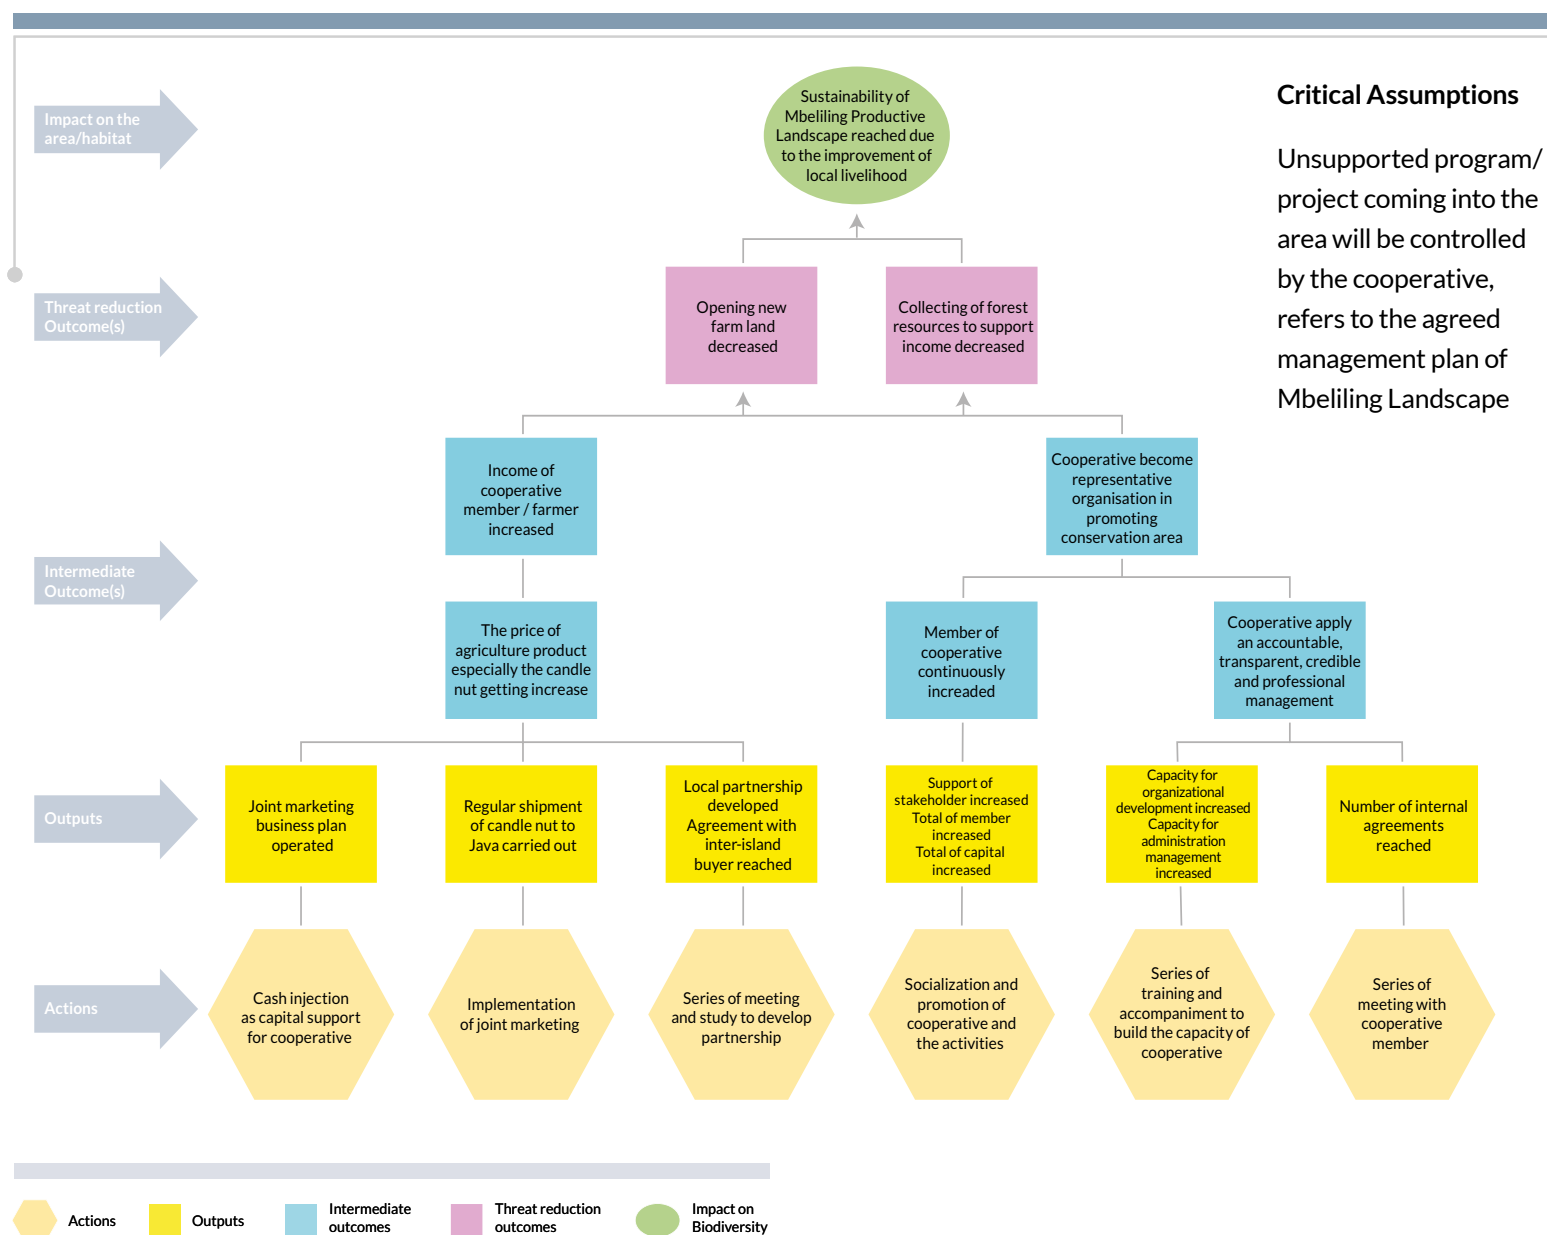 Impact on the
area/habitat
Sustainability of
Mbeliling Productive
Landscape reached due
to the improvement of
local livelihood
Critical Assumptions
Unsupported program/
project coming into the
area will be controlled
by the cooperative,
refers to the agreed
management plan of
Mbeliling Landscape
Threat reduction
Outcome(s)
Opening new
farm land
decreased
Collecting of forest
resources to support
income decreased
Intermediate
Outcome(s)
Income of
cooperative
member / farmer
increased
Cooperative become
representative
organisation in
promoting
conservation area
The price of
agriculture product
especially the candle
nut getting increase
Member of
cooperative
continuously
increaded
Cooperative apply
an accountable,
transparent, credible
and professional
management
Outputs
Joint marketing
business plan
operated
Regular shipment
of candle nut to
Java carried out
Local partnership
developed
Agreement with
inter-island
buyer reached
Support of
stakeholder increased
Total of member
increased
Total of capital
increased
Capacity for
organizational
development increased
Capacity for
administration
management
increased
Number of internal
agreements
reached
Actions
Cash injection
as capital support
for cooperative
Implementation
of joint marketing
Series of meeting
and study to develop
partnership
Socialization and
promotion of
cooperative and
the activities
Series of
training and
accompaniment to
build the capacity of
cooperative
Series of
meeting with
cooperative
member
Actions
Outputs
Intermediate
outcomes
Threat reduction
outcomes
Impact on
Biodiversity